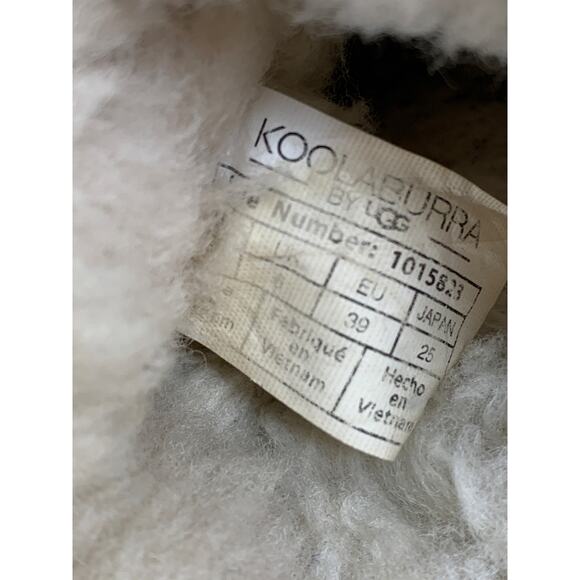 KOOLABURRA
BY UGG
Number: 1015823
UK EU JAPAN
39 25
Fabriqué en Vietnam
Hecho en Vietnam